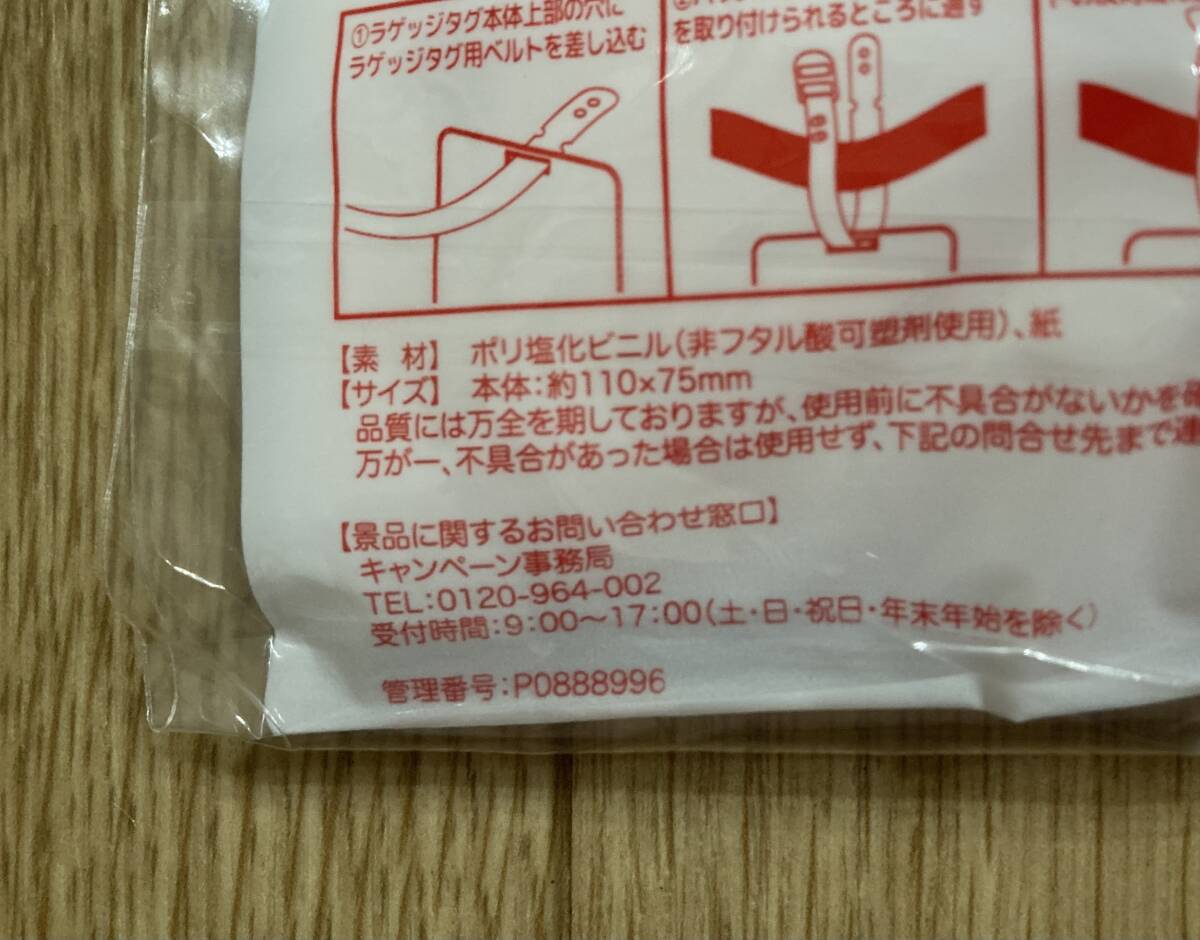 ①ラゲッジタグ本体上部の穴に
ラゲッジタグ用ベルトを差し込む
を取り付けられるところに通す
【素 材】 ポリ塩化ビニル（非フタル酸可塑剤使用）、紙
【サイズ】 本体：約110×75mm
品質には万全を期しておりますが、使用前に不具合がないかを
万が一、不具合があった場合は使用せず、下記の問合せ先まで連
【景品に関するお問い合わせ窓口】
キャンペーン事務局
TEL：0120-964-002
受付時間：9：00～17：00（土・日・祝日・年末年始を除く）
管理番号：P0888996